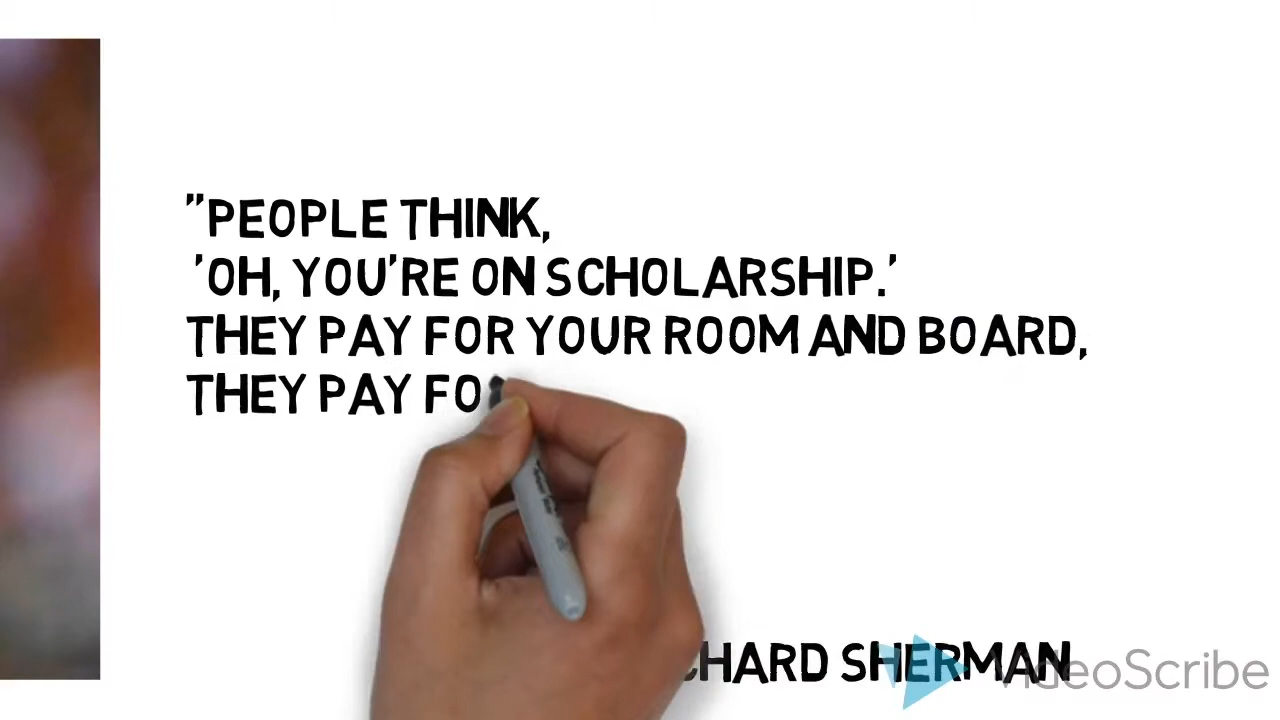 "PEOPLE THINK,
'OH, YOU'RE ON SCHOLARSHIP.'
THEY PAY FOR YOUR ROOM AND BOARD,
THEY PAY FO
CHARD SHERMAN
VideoScribe